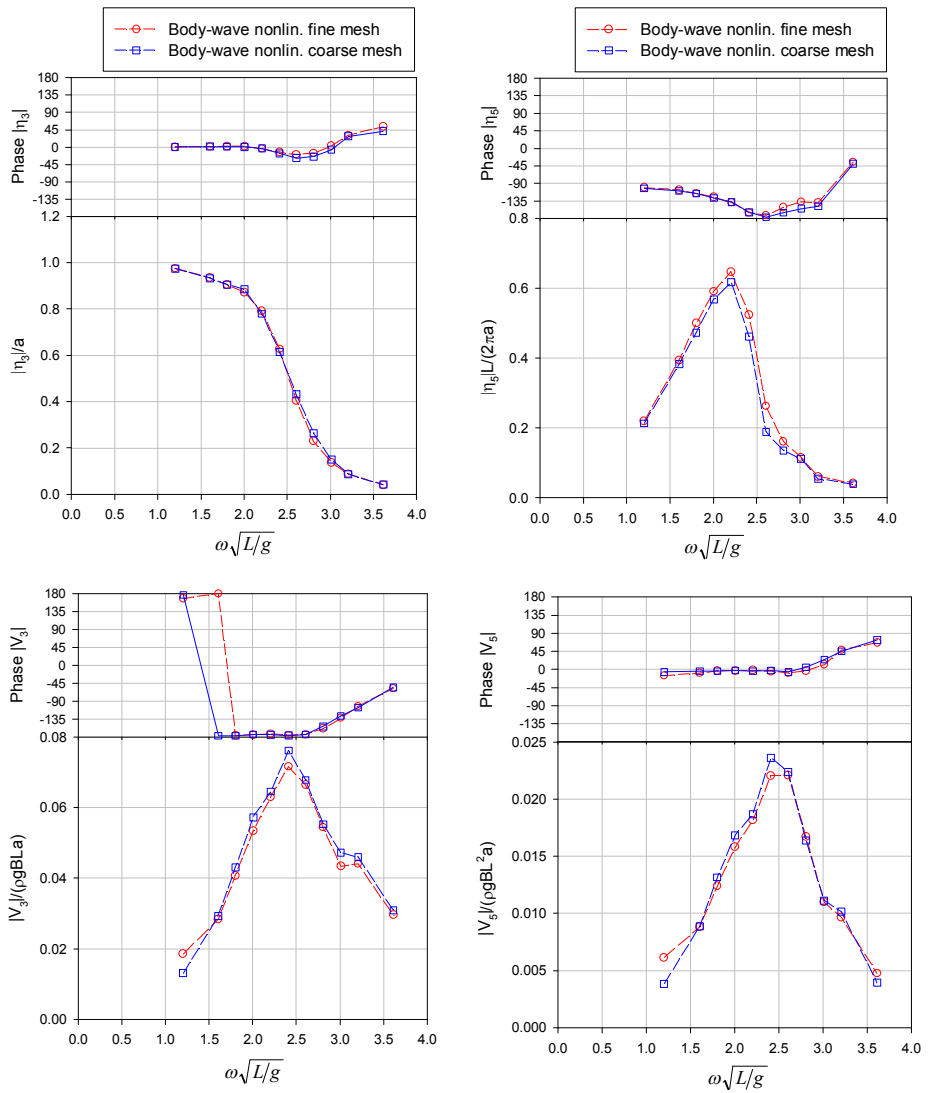 Body-wave nonlin. fine mesh
Body-wave nonlin. coarse mesh
Phase |η₃|
180
135
90
45
0
-45
-90
-135
1.2
|η₃|/a
1.0
0.8
0.6
0.4
0.2
0.0
0.0 0.5 1.0 1.5 2.0 2.5 3.0 3.5 4.0
ω√L/g
Body-wave nonlin. fine mesh
Body-wave nonlin. coarse mesh
Phase |η₅|
180
135
90
45
0
-45
-90
-135
0.8
|η₅|L/(2πa)
0.6
0.4
0.2
0.0
0.0 0.5 1.0 1.5 2.0 2.5 3.0 3.5 4.0
ω√L/g
Phase |V₃|
180
135
90
45
0
-45
-90
-135
0.08
|V₃|/(ρgBLa)
0.06
0.04
0.02
0.00
0.0 0.5 1.0 1.5 2.0 2.5 3.0 3.5 4.0
ω√L/g
Phase |V₅|
180
135
90
45
0
-45
-90
-135
0.025
|V₅|/(ρgBL²a)
0.020
0.015
0.010
0.005
0.000
0.0 0.5 1.0 1.5 2.0 2.5 3.0 3.5 4.0
ω√L/g